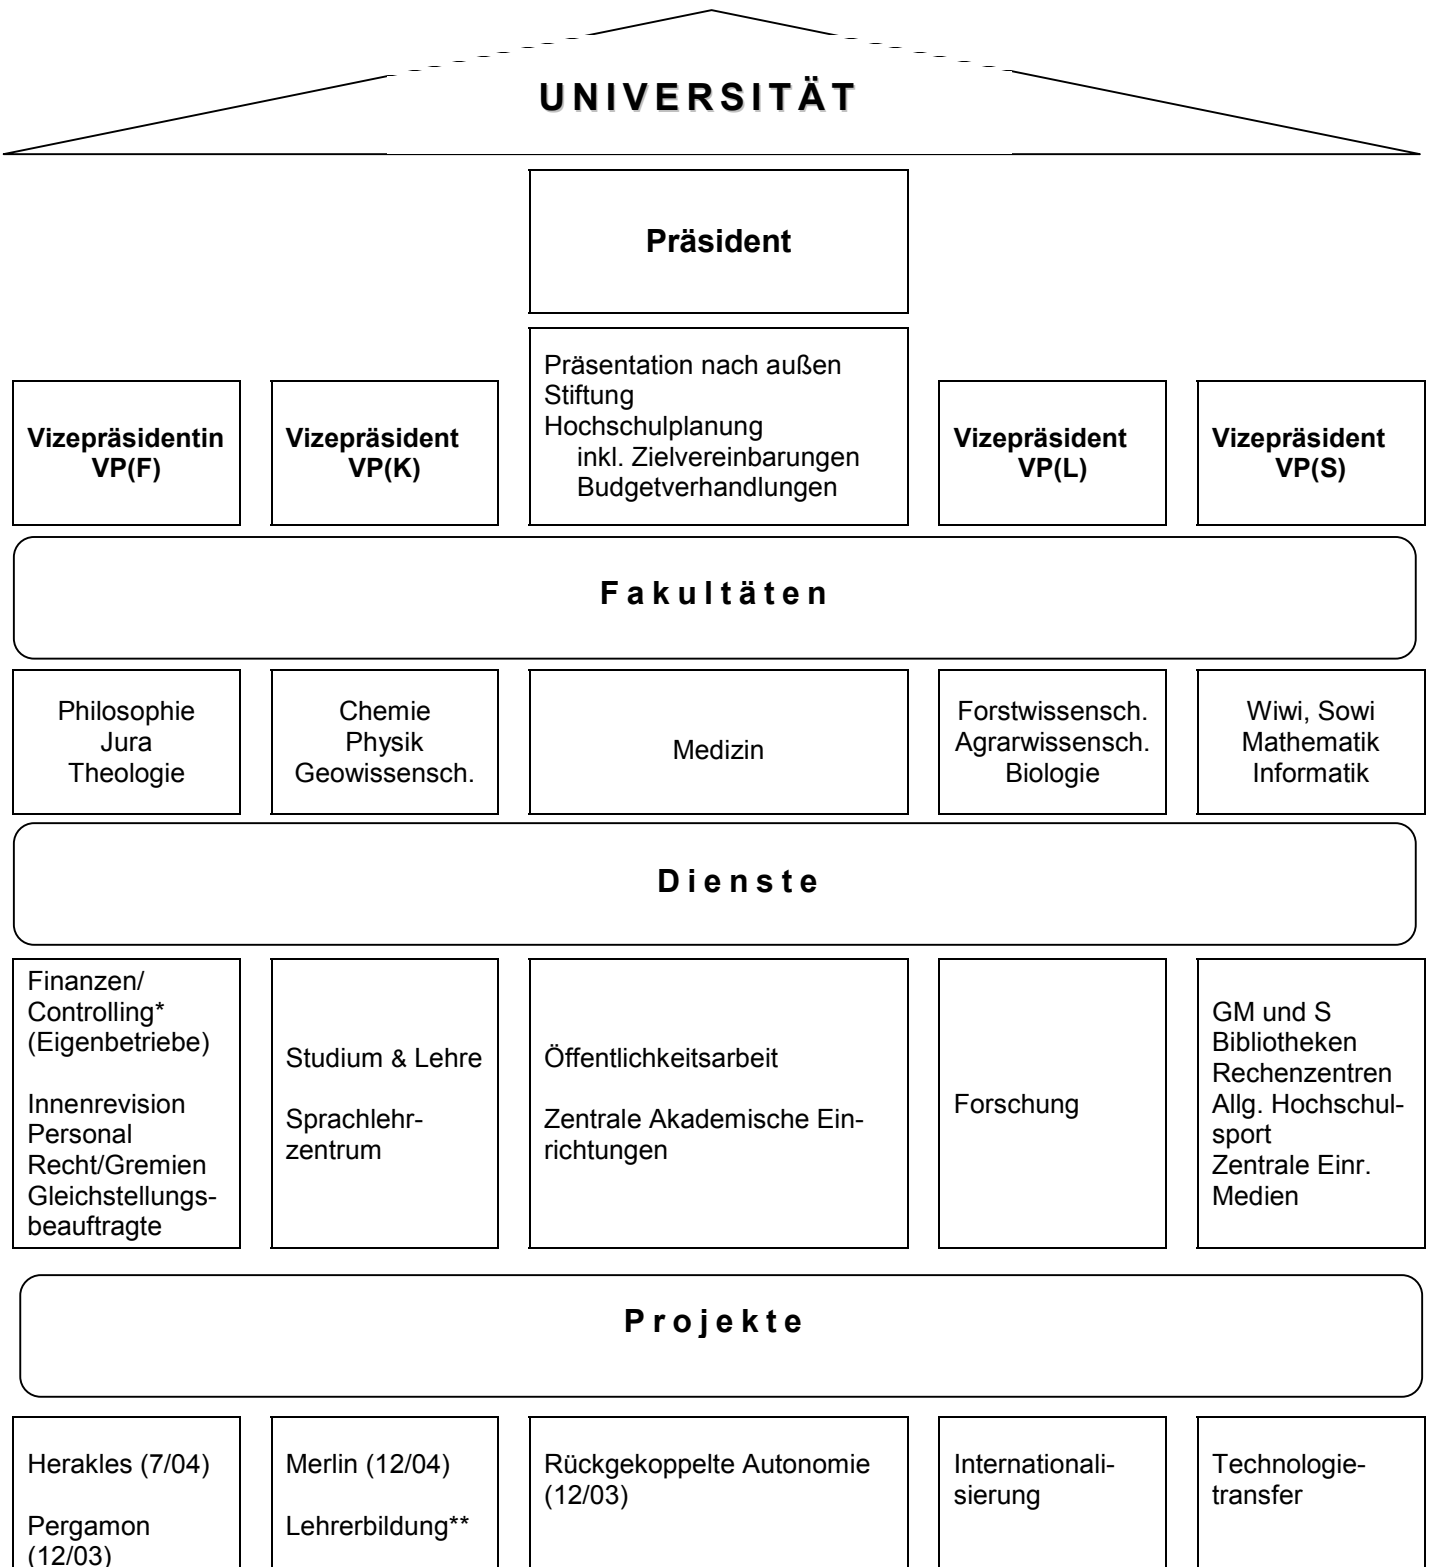 UNIVERSITÄT
Präsident
Präsentation nach außen
Stiftung
Hochschulplanung
inkl. Zielvereinbarungen
Budgetverhandlungen
Vizepräsidentin
VP(F)
Vizepräsident
VP(K)
Vizepräsident
VP(L)
Vizepräsident
VP(S)
Fakultäten
Philosophie
Jura
Theologie
Chemie
Physik
Geowissensch.
Medizin
Forstwissensch.
Agrarwissensch.
Biologie
Wiwi, Sowi
Mathematik
Informatik
Dienste
Finanzen/
Controlling*
(Eigenbetriebe)
Innenrevision
Personal
Recht/Gremien
Gleichstellungs-
beauftragte
Studium & Lehre
Sprachlehr-
zentrum
Öffentlichkeitsarbeit
Zentrale Akademische Ein-
richtungen
Forschung
GM und S
Bibliotheken
Rechenzentren
Allg. Hochschul-
sport
Zentrale Einr.
Medien
Projekte
Herakles (7/04)
Pergamon
(12/03)
Merlin (12/04)
Lehrerbildung**
Rückgekoppelte Autonomie
(12/03)
Internationali-
sierung
Technologie-
transfer